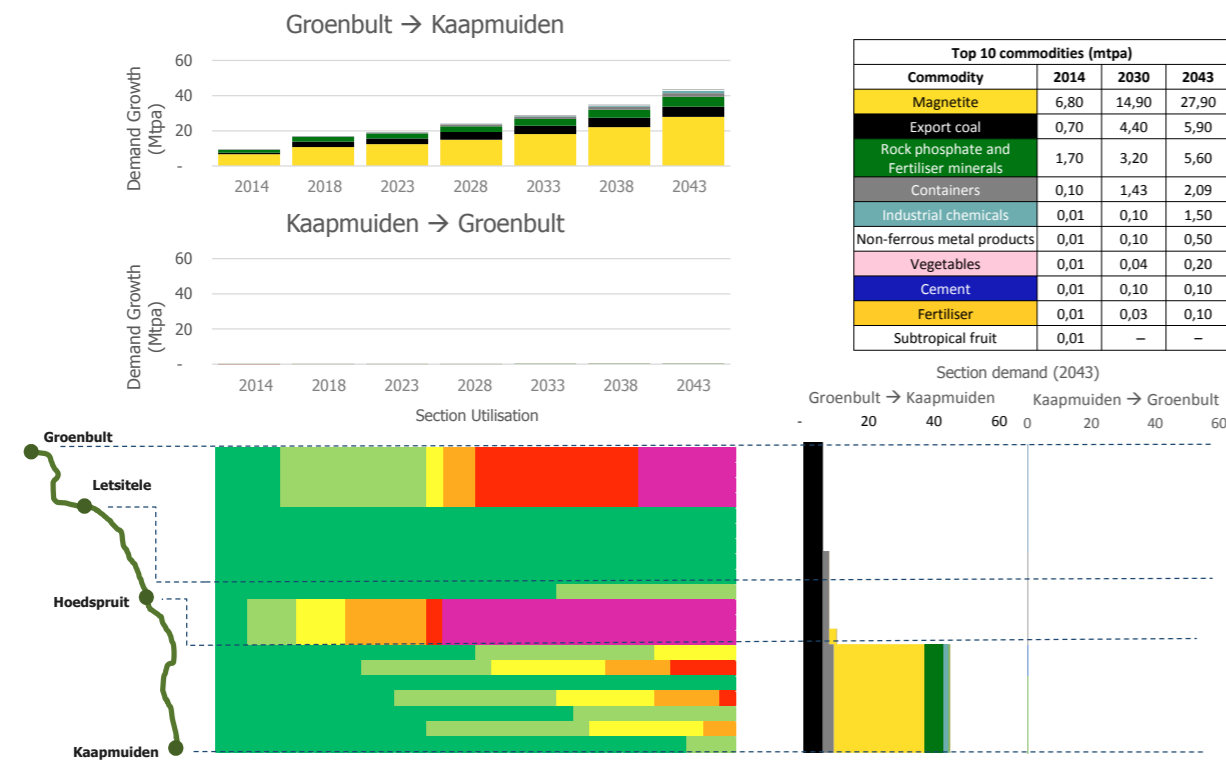 Groenbult → Kaapmuiden
Demand Growth
(Mtpa)
60
40
20
-
2014 2018 2023 2028 2033 2038 2043
Kaapmuiden → Groenbult
Demand Growth
(Mtpa)
60
40
20
-
2014 2018 2023 2028 2033 2038 2043
Top 10 commodities (mtpa)
Commodity 2014 2030 2043
Magnetite 6,80 14,90 27,90
Export coal 0,70 4,40 5,90
Rock phosphate and
Fertiliser minerals 1,70 3,20 5,60
Containers 0,10 1,43 2,09
Industrial chemicals 0,01 0,10 1,50
Non-ferrous metal products 0,01 0,10 0,50
Vegetables 0,01 0,04 0,20
Cement 0,01 0,10 0,10
Fertiliser 0,01 0,03 0,10
Subtropical fruit 0,01 – –
Section Utilisation
Section demand (2043)
Groenbult → Kaapmuiden
Kaapmuiden → Groenbult
- 20 40 60
0 20 40 60
Groenbult
Letsitele
Hoedspruit
Kaapmuiden